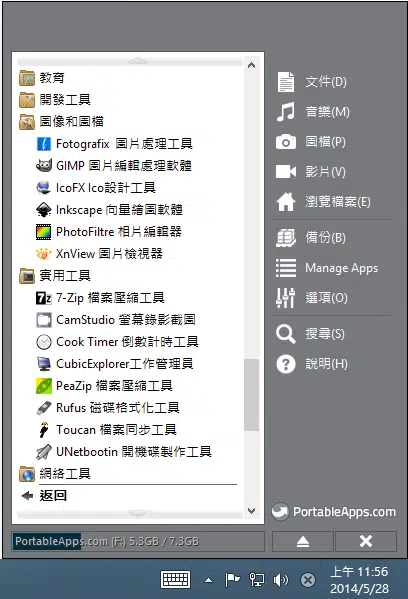 教育
開發工具
圖像和圖檔
Fotografix 圖片處理工具
GIMP 圖片編輯處理軟體
IcoFX Ico設計工具
Inkscape 向量繪圖軟體
PhotoFiltre 相片編輯器
XnView 圖片檢視器
實用工具
7-Zip 檔案壓縮工具
CamStudio 螢幕錄影截圖
Cook Timer 倒數計時工具
CubicExplorer工作管理員
PeaZip 檔案壓縮工具
Rufus 磁碟格式化工具
Toucan 檔案同步工具
UNetbootin 開機碟製作工具
網絡工具
返回
PortableApps.com (F:) 5.3GB / 7.3GB
文件(D)
音樂(M)
圖檔(P)
影片(V)
瀏覽檔案(E)
備份(B)
Manage Apps
選項(O)
搜尋(S)
說明(H)
PortableApps.com
上午 11:56
2014/5/28